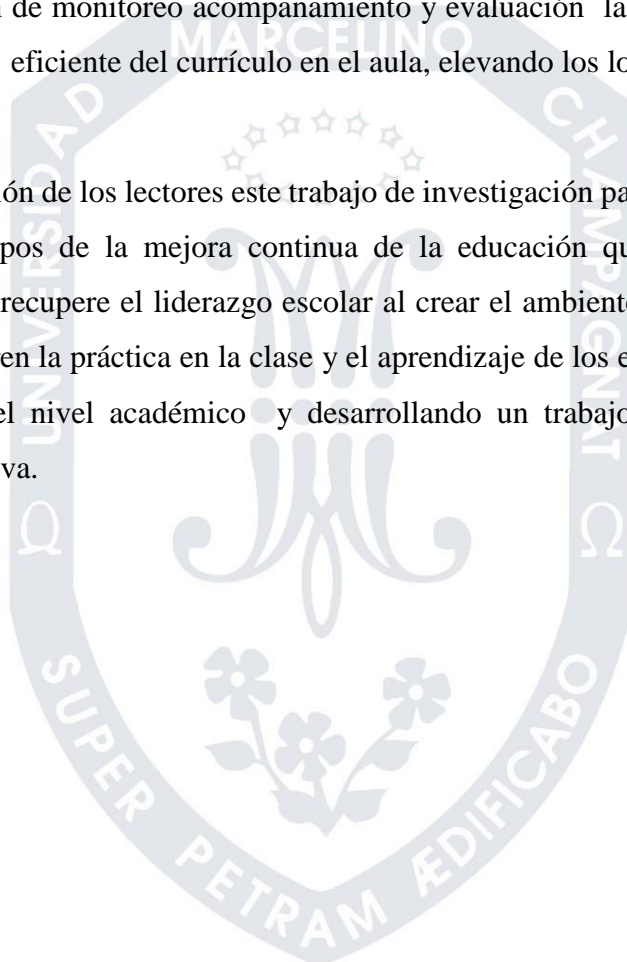 de monitoreo acompañamiento y evaluación la
MARCELINO
eficiente del currículo en el aula, elevando los lo
ión de los lectores este trabajo de investigación pa
pos de la mejora continua de la educación qu
recupere el liderazgo escolar al crear el ambient
en la práctica en la clase y el aprendizaje de los e
el nivel académico y desarrollando un trabajo
va.
UNIVERSIDAD
CHAMPAGNAT
Ω Ω
SUPER PETRAM ÆDIFICABO